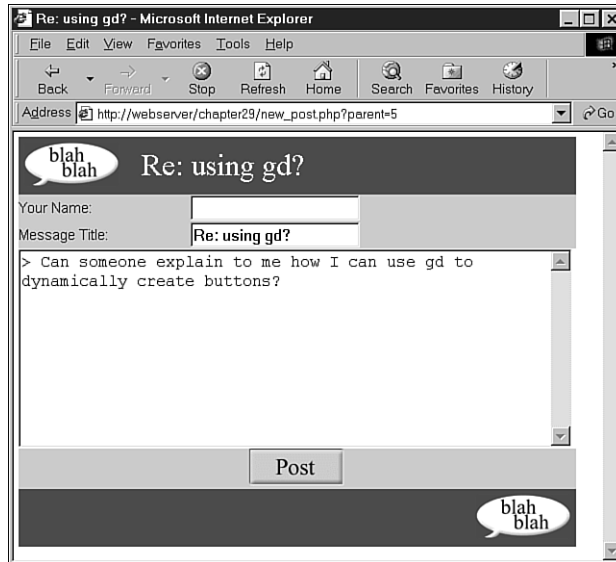 Re: using gd? - Microsoft Internet Explorer
File Edit View Favorites Tools Help
Back Forward Stop Refresh Home Search Favorites History
Address http://webserver/chapter29/new_post.php?parent=5 Go
blah
blah
Re: using gd?
Your Name:
Message Title: Re: using gd?
> Can someone explain to me how I can use gd to
dynamically create buttons?
Post
blah
blah